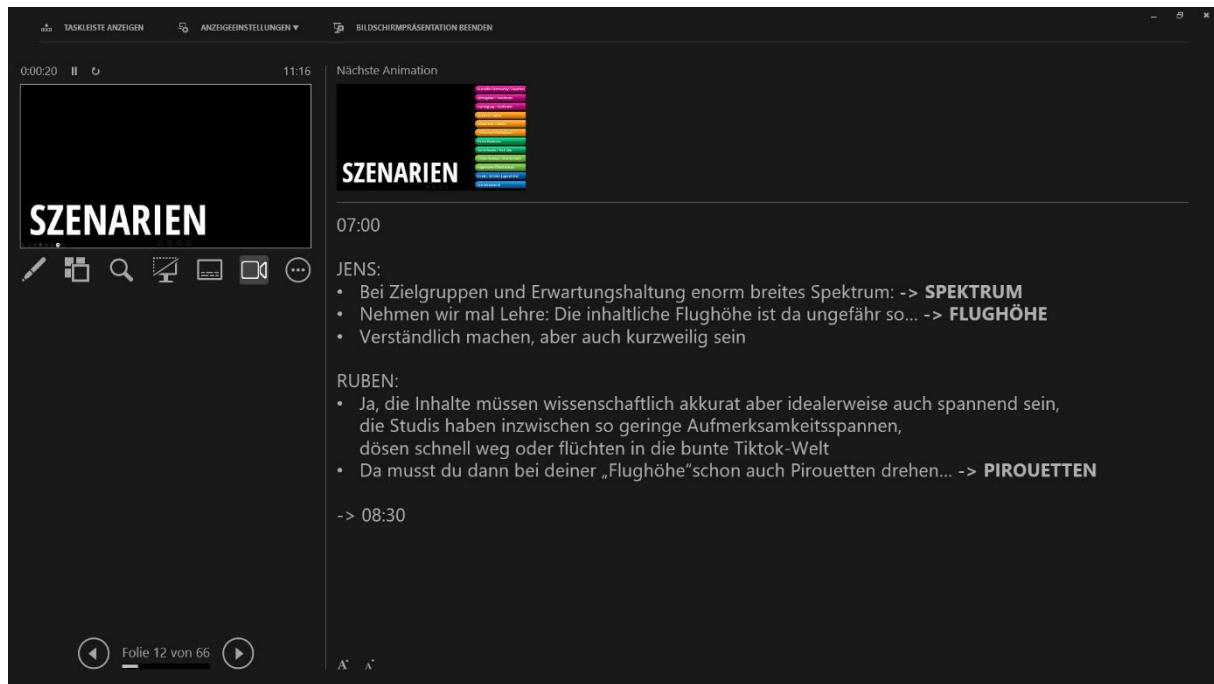 TASKLEISTE ANZEIGEN
ANZEIGEEINSTELLUNGEN ▼
BILDSCHIRMPRÄSENTATION BEENDEN
0:00:20
11:16
SZENARIEN
Folie 12 von 66
Nächste Animation
SZENARIEN
07:00
JENS:
• Bei Zielgruppen und Erwartungshaltung enorm breites Spektrum: -> SPEKTRUM
• Nehmen wir mal Lehre: Die inhaltliche Flughöhe ist da ungefähr so... -> FLUGHÖHE
• Verständlich machen, aber auch kurzweilig sein
RUBEN:
• Ja, die Inhalte müssen wissenschaftlich akkurat aber idealerweise auch spannend sein,
die Studis haben inzwischen so geringe Aufmerksamkeitsspannen,
dösen schnell weg oder flüchten in die bunte Tiktok-Welt
• Da musst du dann bei deiner „Flughöhe“schon auch Pirouetten drehen... -> PIROUETTEN
-> 08:30
A A